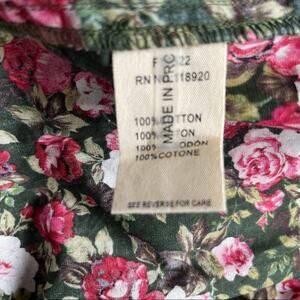 RN 118920
MADE IN PRC
100% COTTON
100%
100%
100%COTONE
SEE REVERSE FOR CARE